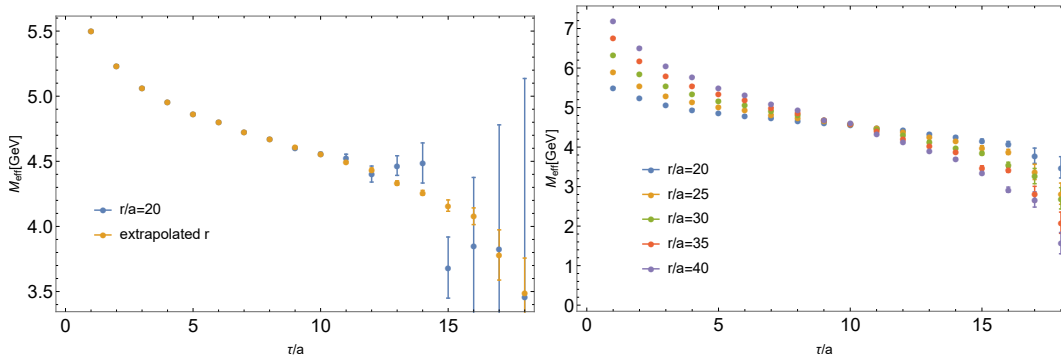 5.5
5.0
4.5
4.0
3.5
0
5
10
15
M_eff[GeV]
τ/a
r/a=20
extrapolated r
7
6
5
4
3
2
1
0
0
5
10
15
M_eff[GeV]
τ/a
r/a=20
r/a=25
r/a=30
r/a=35
r/a=40